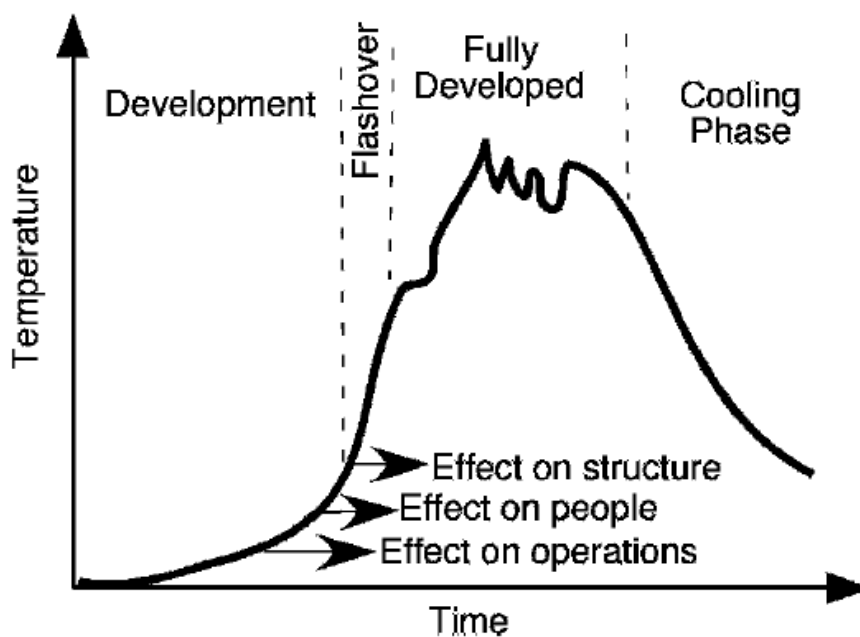 Development
Flashover
Fully
Developed
Cooling
Phase
Temperature
Effect on structure
Effect on people
Effect on operations
Time